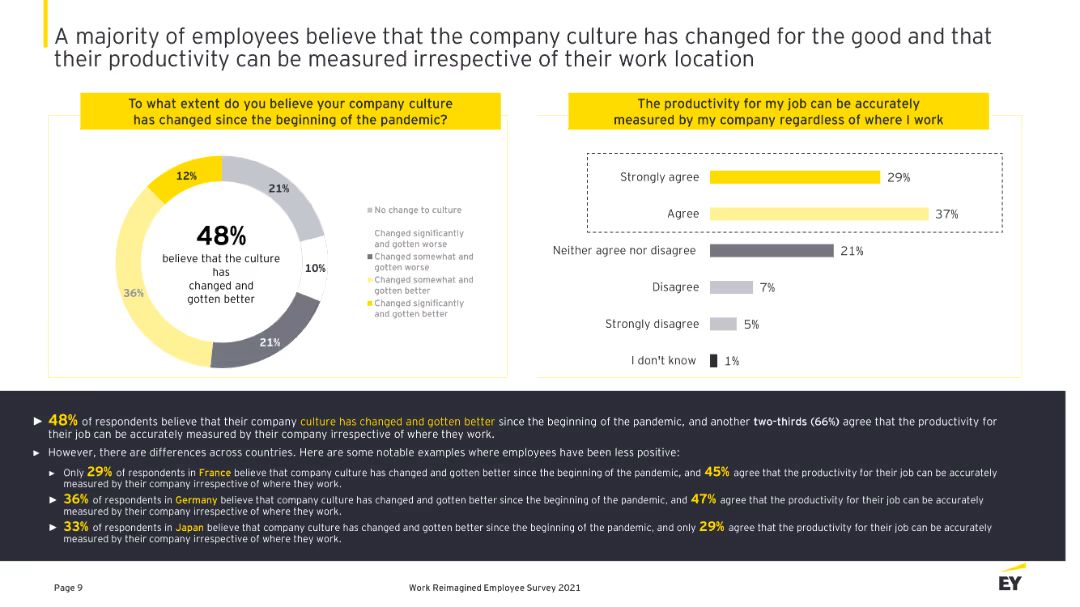 A majority of employees believe that the company culture has changed for the good and that
their productivity can be measured irrespective of their work location
To what extent do you believe your company culture
has changed since the beginning of the pandemic?
12%
21%
10%
21%
36%
48%
believe that the culture
has
changed and
gotten better
No change to culture
Changed significantly
and gotten worse
Changed somewhat and
gotten worse
Changed somewhat and
gotten better
Changed significantly
and gotten better
The productivity for my job can be accurately
measured by my company regardless of where I work
Strongly agree 29%
Agree 37%
Neither agree nor disagree 21%
Disagree 7%
Strongly disagree 5%
I don't know 1%
► 48% of respondents believe that their company culture has changed and gotten better since the beginning of the pandemic, and another two-thirds (66%) agree that the productivity for
their job can be accurately measured by their company irrespective of where they work.
► However, there are differences across countries. Here are some notable examples where employees have been less positive:
► Only 29% of respondents in France believe that company culture has changed and gotten better since the beginning of the pandemic, and 45% agree that the productivity for their job can be accurately
measured by their company irrespective of where they work.
► 36% of respondents in Germany believe that company culture has changed and gotten better since the beginning of the pandemic, and 47% agree that the productivity for their job can be accurately
measured by their company irrespective of where they work.
► 33% of respondents in Japan believe that company culture has changed and gotten better since the beginning of the pandemic, and only 29% agree that the productivity for their job can be accurately
measured by their company irrespective of where they work.
Page 9
Work Reimagined Employee Survey 2021
EY